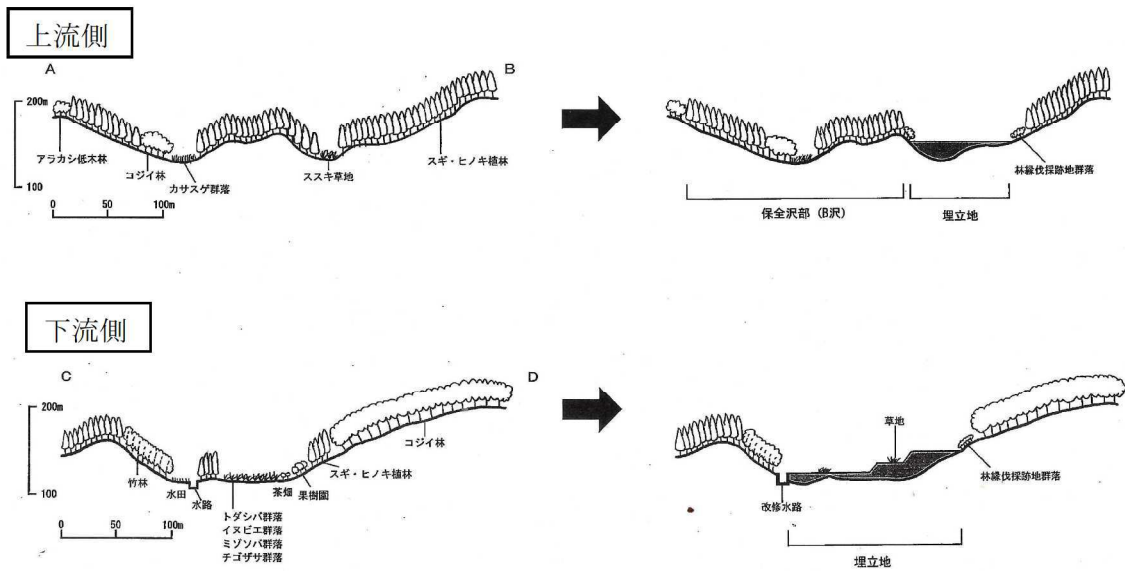 上流側
A
B
200m
100
アラカシ低木林
コジイ林
カサスゲ群落
ススキ草地
スギ・ヒノキ植林
0 50 100m
林縁伐採跡地群落
保全沢部（B沢）
埋立地
下流側
C
D
200m
100
竹林
水田
水路
トダシバ群落
イヌビエ群落
ミゾソバ群落
チゴザサ群落
茶畑
果樹園
スギ・ヒノキ植林
コジイ林
0 50 100m
草地
林縁伐採跡地群落
改修水路
埋立地